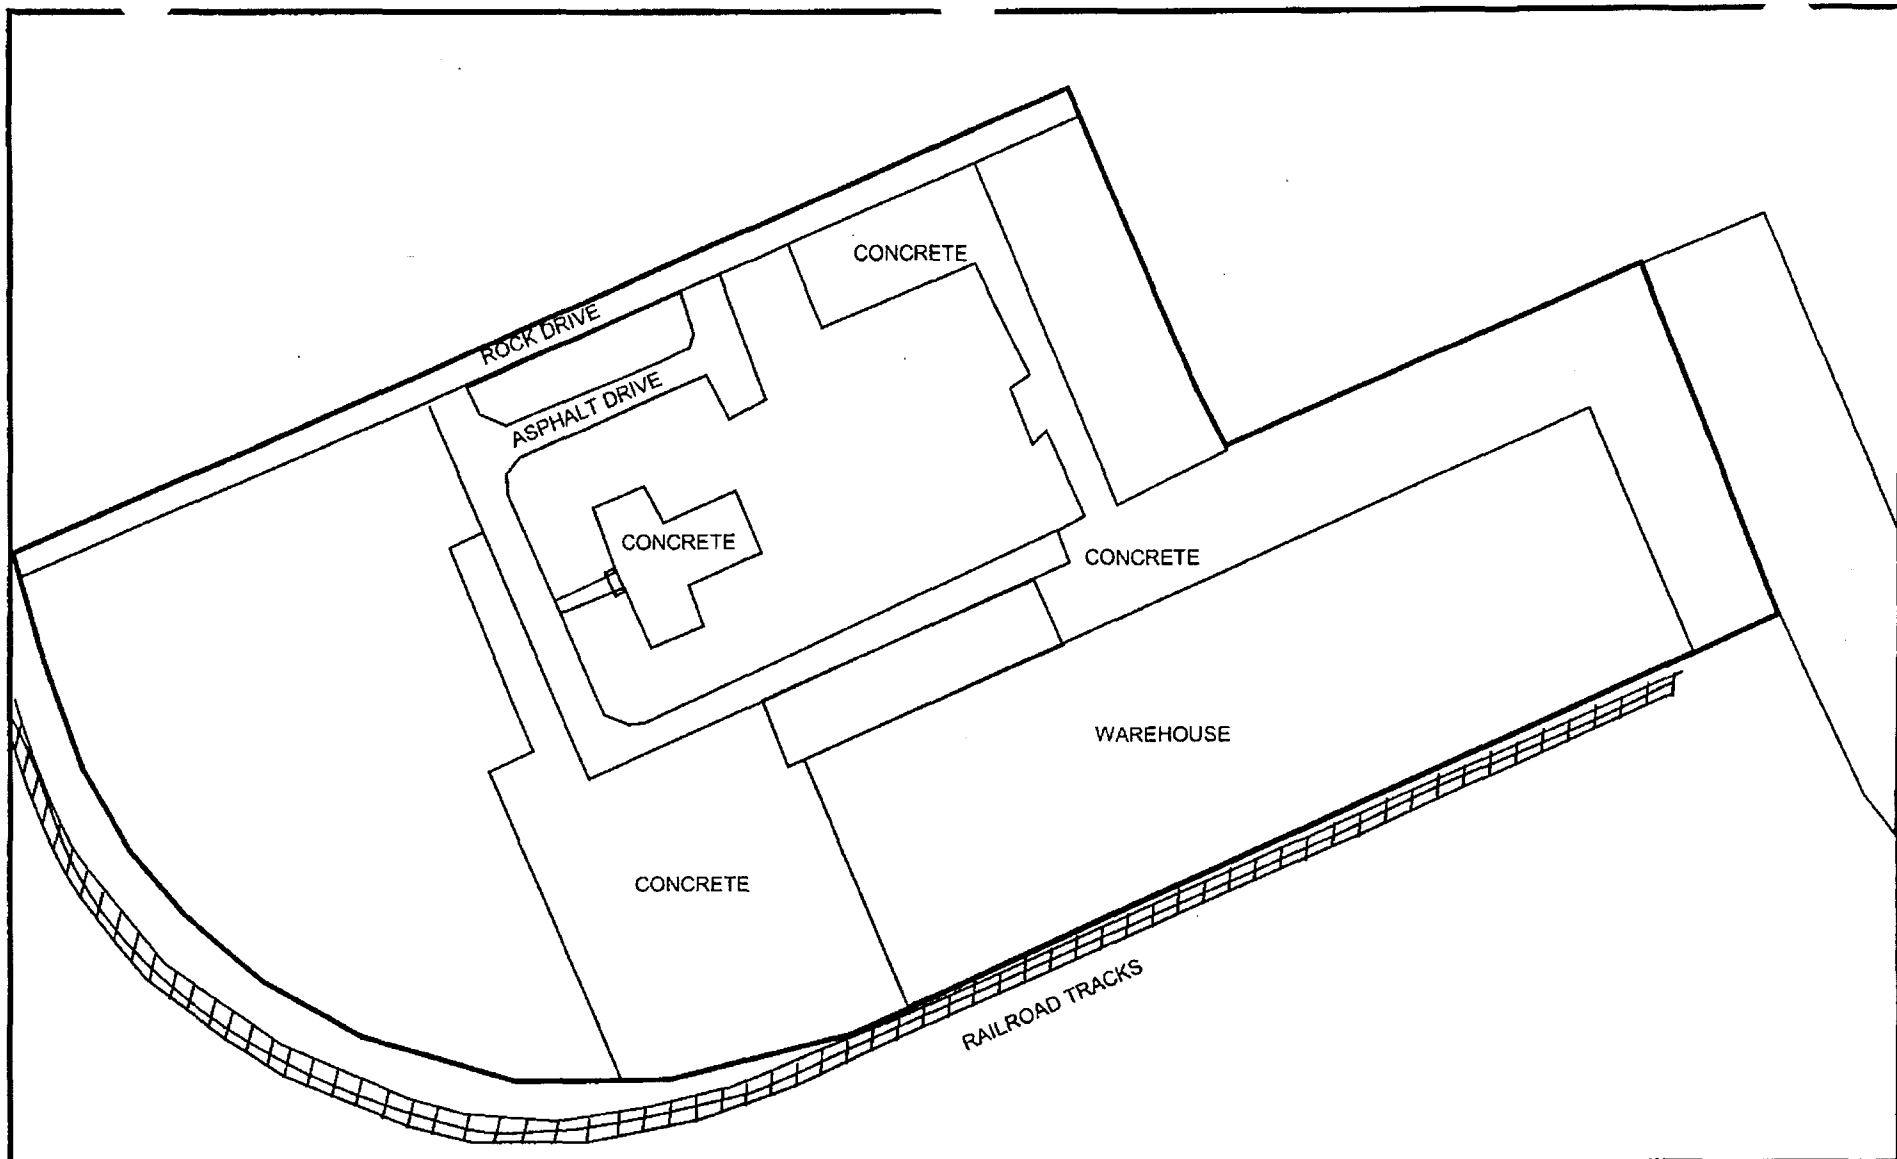 CONCRETE
ROCK DRIVE
ASPHALT DRIVE
CONCRETE
CONCRETE
WAREHOUSE
CONCRETE
RAILROAD TRACKS